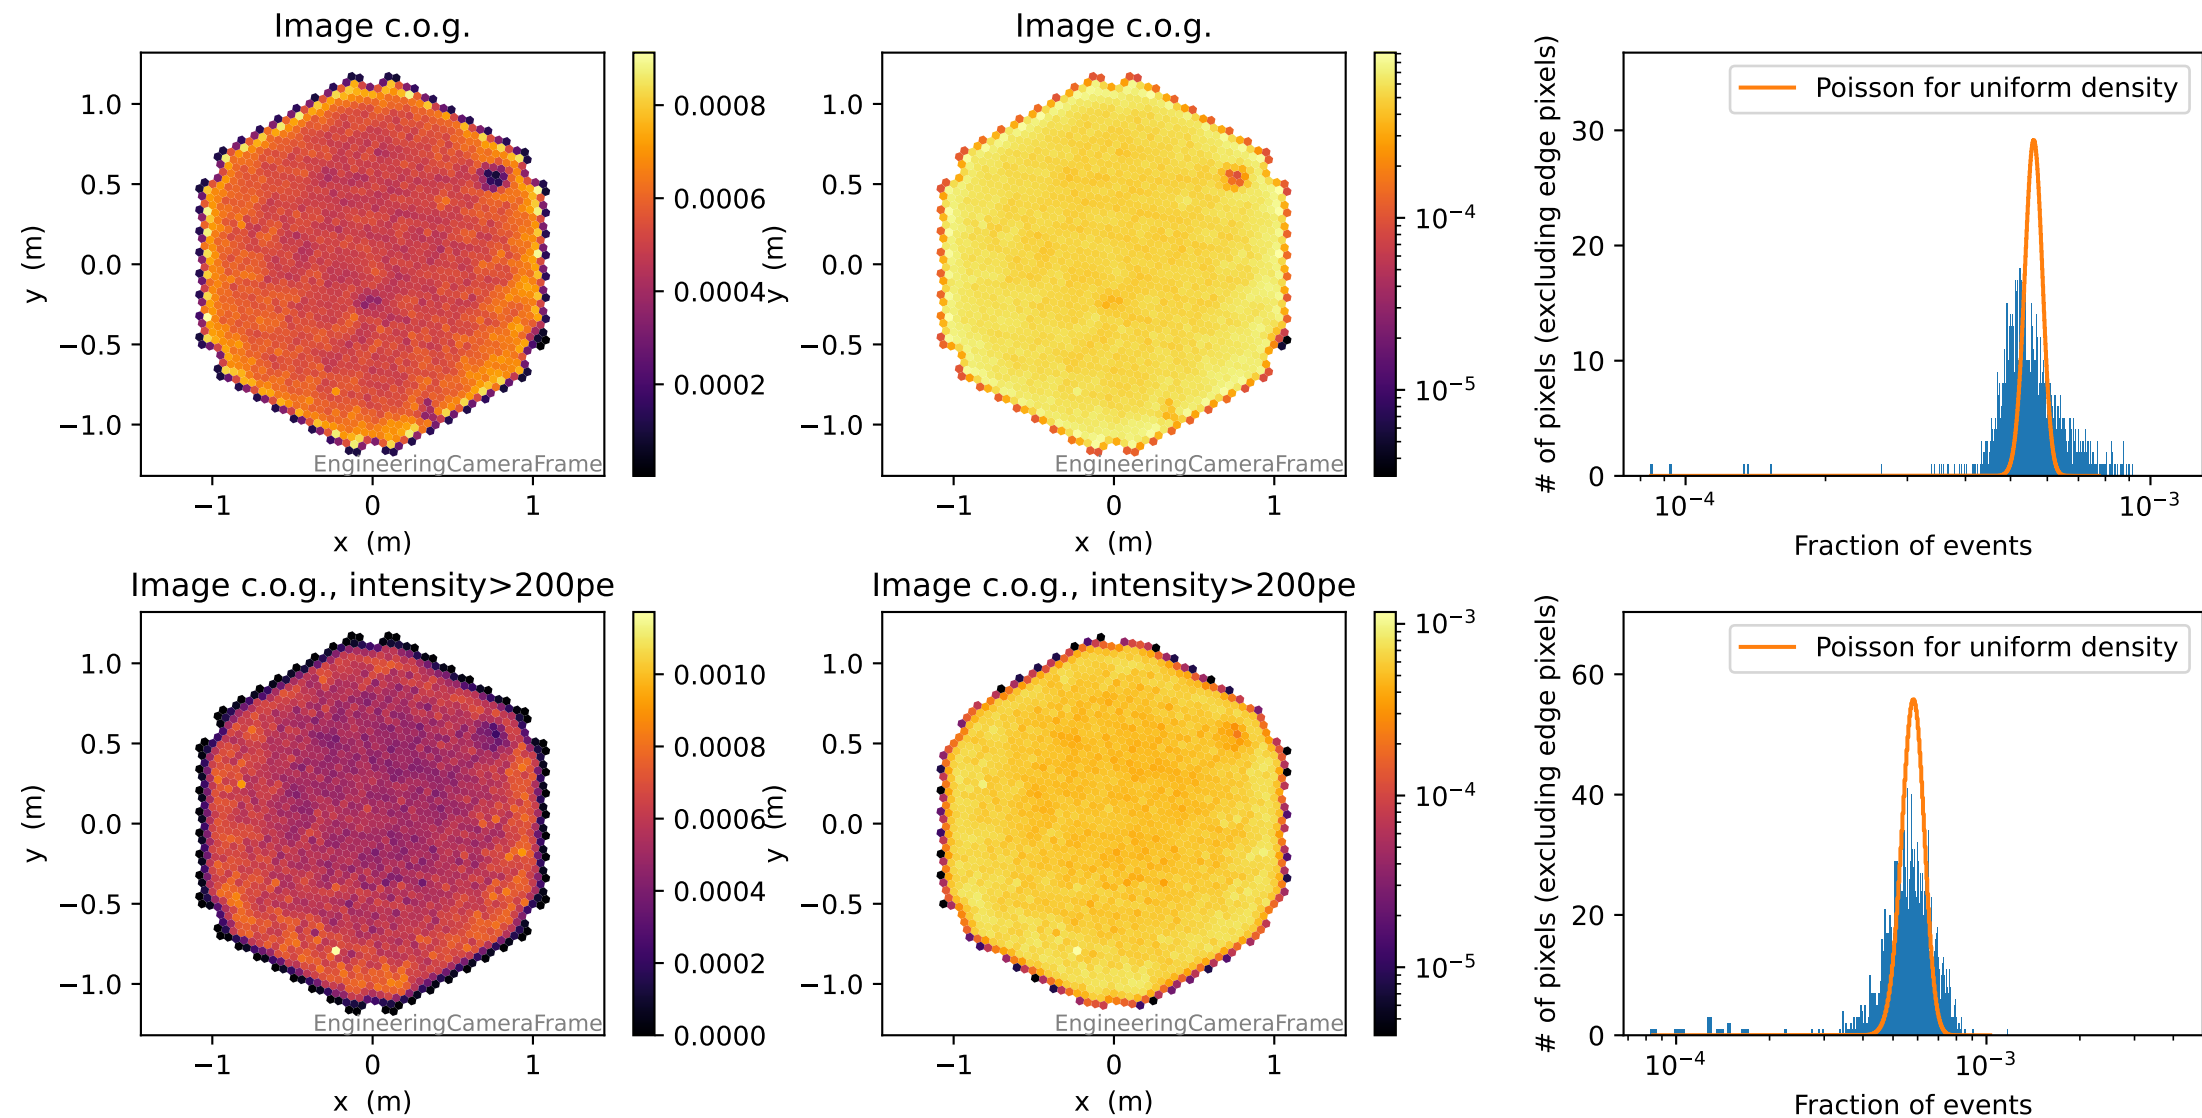 Image c.o.g.
y (m)
1.0
0.5
0.0
−0.5
−1.0
−1
0
1
x (m)
EngineeringCameraFrame
0.0008
0.0006
0.0004
0.0002
Image c.o.g.
y (m)
1.0
0.5
0.0
−0.5
−1.0
−1
0
1
x (m)
EngineeringCameraFrame
10⁻⁴
10⁻⁵
# of pixels (excluding edge pixels)
30
20
10
0
Poisson for uniform density
10⁻⁴
10⁻³
Fraction of events
Image c.o.g., intensity>200pe
y (m)
1.0
0.5
0.0
−0.5
−1.0
−1
0
1
x (m)
EngineeringCameraFrame
0.0010
0.0008
0.0006
0.0004
0.0002
0.0000
Image c.o.g., intensity>200pe
y (m)
1.0
0.5
0.0
−0.5
−1.0
−1
0
1
x (m)
EngineeringCameraFrame
10⁻³
10⁻⁴
10⁻⁵
# of pixels (excluding edge pixels)
60
40
20
0
Poisson for uniform density
10⁻⁴
10⁻³
Fraction of events